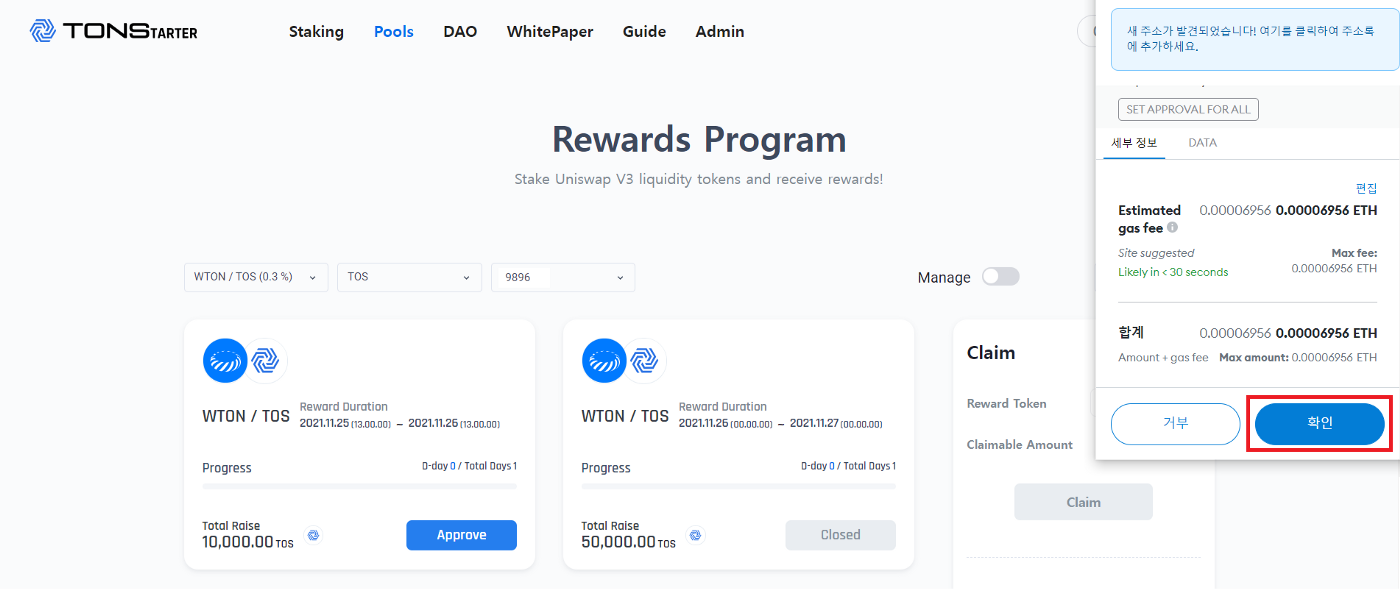 TONSTARTER
Staking
Pools
DAO
WhitePaper
Guide
Admin
Rewards Program
Stake Uniswap V3 liquidity tokens and receive rewards!
WTON / TOS (0.3 %)
TOS
9896
Manage
WTON / TOS
Reward Duration
2021.11.25 (13.00.00) – 2021.11.26 (13.00.00)
Progress
D-day 0 / Total Days 1
Total Raise
10,000.00 TOS
Approve
WTON / TOS
Reward Duration
2021.11.26 (00.00.00) – 2021.11.27 (00.00.00)
Progress
D-day 0 / Total Days 1
Total Raise
50,000.00 TOS
Closed
Claim
Reward Token
Claimable Amount
Claim
새 주소가 발견되었습니다! 여기를 클릭하여 주소록
에 추가하세요.
SET APPROVAL FOR ALL
세부 정보
DATA
편집
Estimated
gas fee
0.00006956 0.00006956 ETH
Site suggested
Max fee:
Likely in < 30 seconds
0.00006956 ETH
합계
0.00006956 0.00006956 ETH
Amount + gas fee
Max amount: 0.00006956 ETH
거부
확인